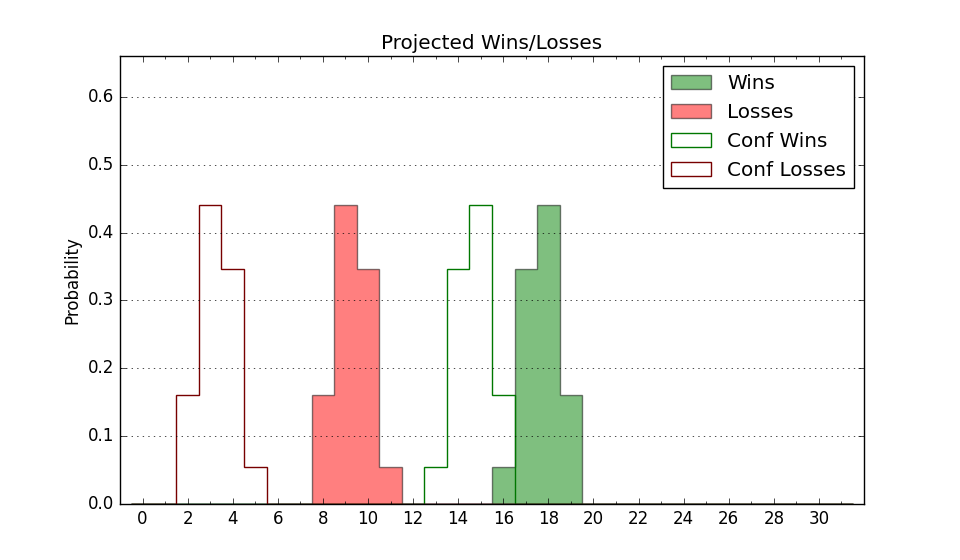 Projected Wins/Losses
Wins
Losses
Conf Wins
Conf Losses
Probability
0.6
0.5
0.4
0.3
0.2
0.1
0.0
0 2 4 6 8 10 12 14 16 18 20 22 24 26 28 30